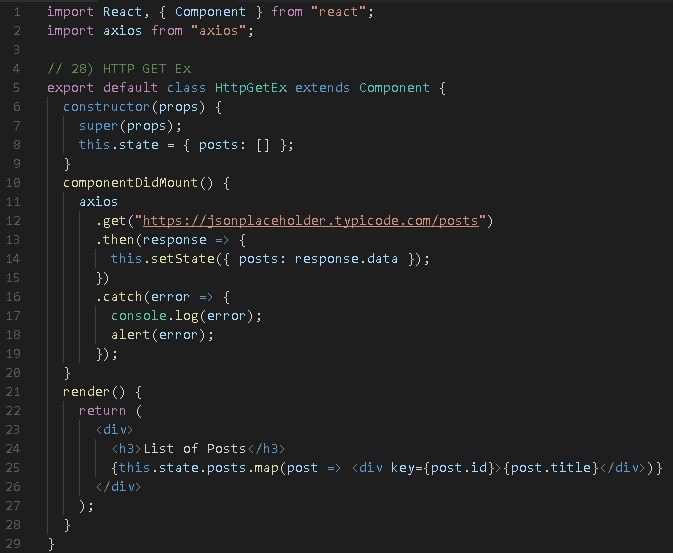 1 import React, { Component } from "react";
2 import axios from "axios";
3
4 // 28) HTTP GET Ex
5 export default class HttpGetEx extends Component {
6   constructor(props) {
7     super(props);
8     this.state = { posts: [] };
9   }
10   componentDidMount() {
11     axios
12       .get("https://jsonplaceholder.typicode.com/posts")
13       .then(response => {
14         this.setState({ posts: response.data });
15       })
16       .catch(error => {
17         console.log(error);
18         alert(error);
19       });
20   }
21   render() {
22     return (
23       <div>
24         <h3>List of Posts</h3>
25         {this.state.posts.map(post => <div key={post.id}>{post.title}</div>)}
26       </div>
27     );
28   }
29 }